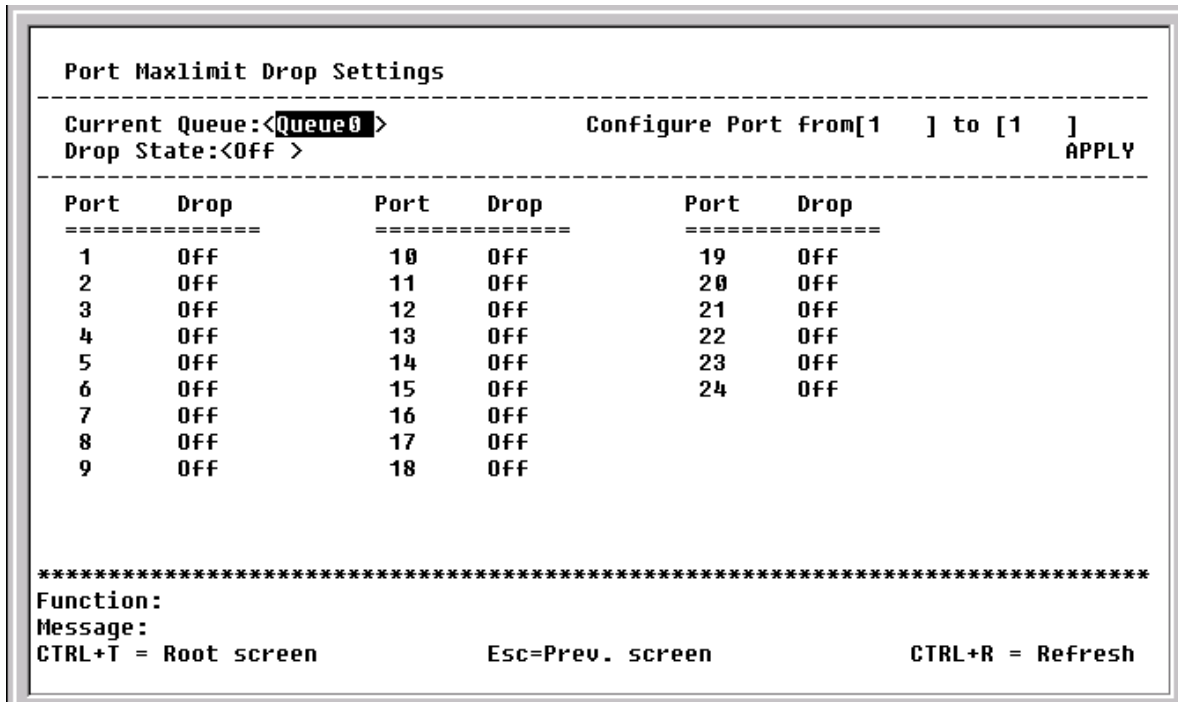 Port Maxlimit Drop Settings
--------------------------------------------------------------------------------
Current Queue:<Queue0 > Configure Port from[1   ] to [1   ]
Drop State:<Off > APPLY
--------------------------------------------------------------------------------
Port Drop Port Drop Port Drop
============== ============== ==============
1 Off 10 Off 19 Off
2 Off 11 Off 20 Off
3 Off 12 Off 21 Off
4 Off 13 Off 22 Off
5 Off 14 Off 23 Off
6 Off 15 Off 24 Off
7 Off 16 Off
8 Off 17 Off
9 Off 18 Off
********************************************************************************
Function:
Message:
CTRL+T = Root screen Esc=Prev. screen CTRL+R = Refresh